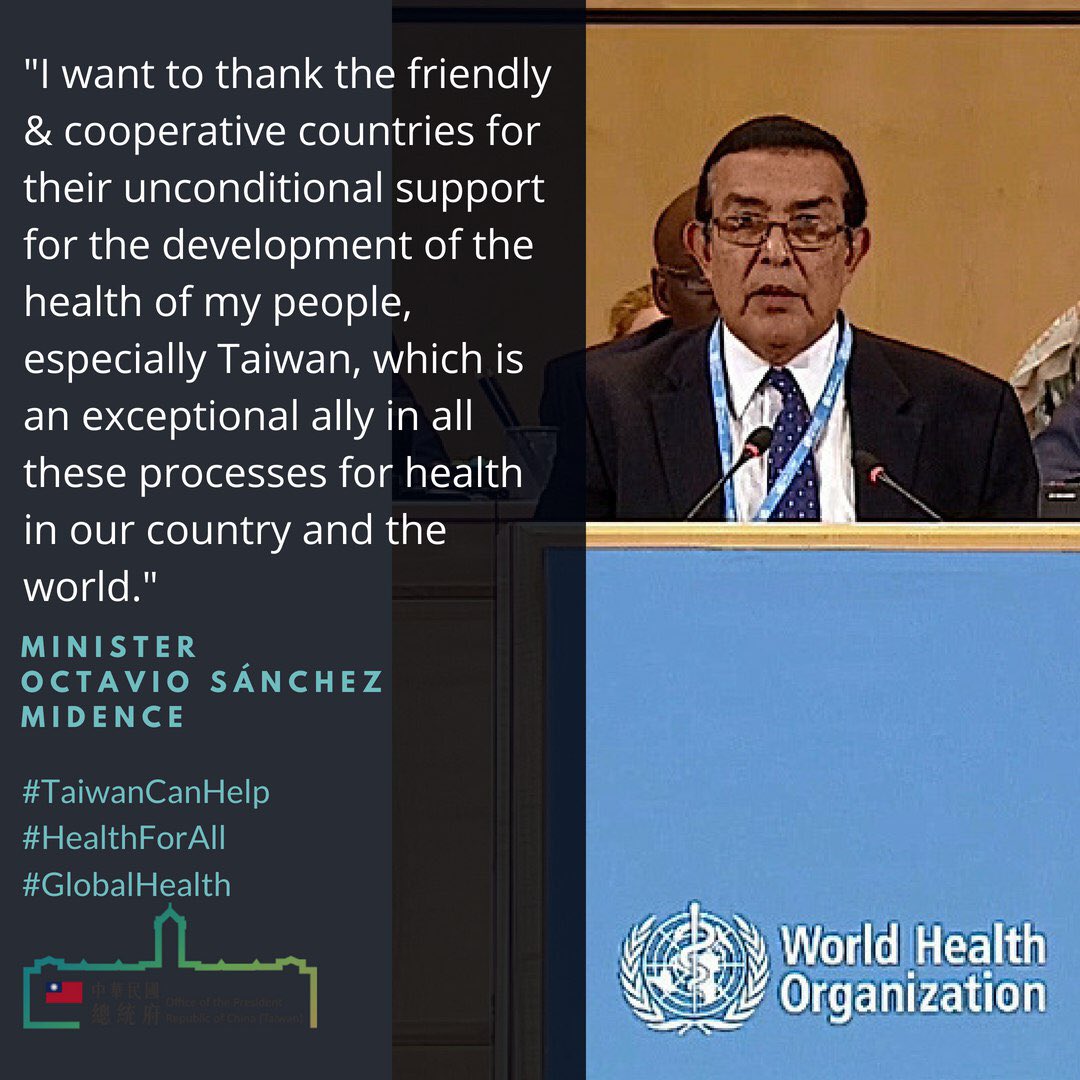 "I want to thank the friendly
& cooperative countries for
their unconditional support
for the development of the
health of my people,
especially Taiwan, which is
an exceptional ally in all
these processes for health
in our country and the
world."
MINISTER
OCTAVIO SÁNCHEZ
MIDENCE
#TaiwanCanHelp
#HealthForAll
#GlobalHealth
中華民國
總統府
Office of the President
Republic of China (Taiwan)
World Health
Organization